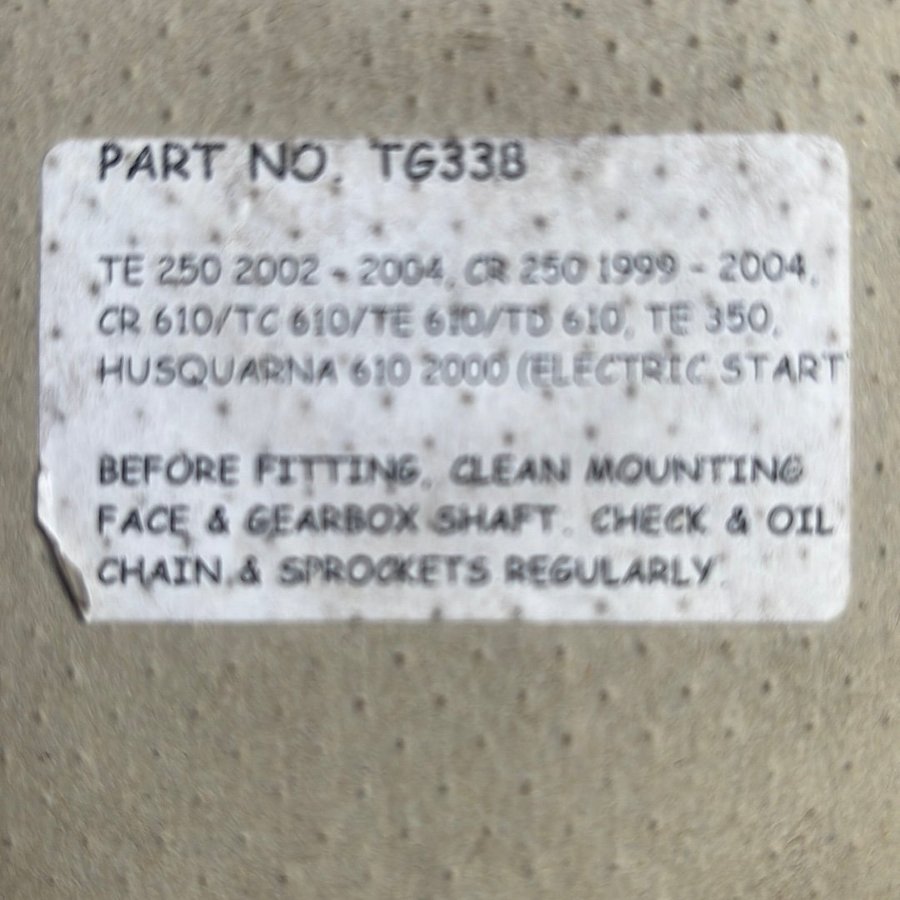 PART NO. TG33B
TE 250 2002 - 2004, CR 250 1999 - 2004,
CR 610/TC 610/TE 610/TD 610, TE 350,
HUSQUARNA 610 2000 (ELECTRIC START
BEFORE FITTING, CLEAN MOUNTING
FACE & GEARBOX SHAFT. CHECK & OIL
CHAIN & SPROCKETS REGULARLY.